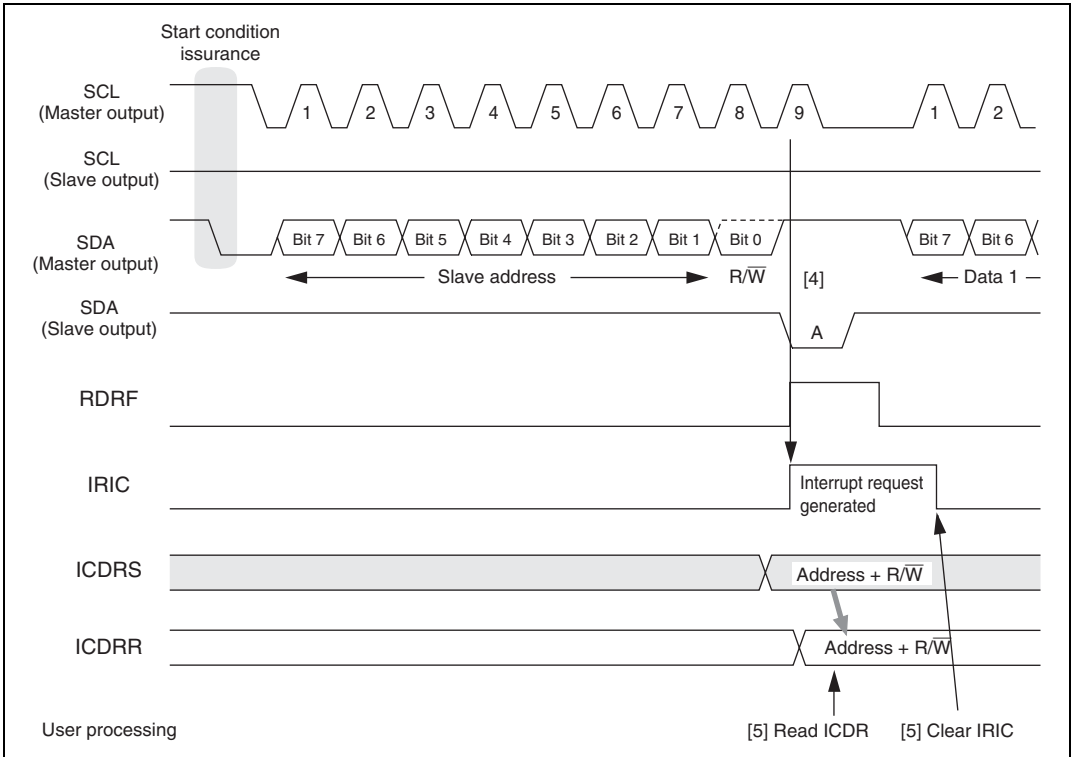 Start condition
issurance
SCL
(Master output)
1 2 3 4 5 6 7 8 9 1 2
SCL
(Slave output)
SDA
(Master output)
Bit 7 Bit 6 Bit 5 Bit 4 Bit 3 Bit 2 Bit 1 Bit 0 Bit 7 Bit 6
Slave address R/W̅ [4] Data 1
SDA
(Slave output)
A
RDRF
IRIC
Interrupt request
generated
ICDRS
Address + R/W̅
ICDRR
Address + R/W̅
User processing
[5] Read ICDR [5] Clear IRIC